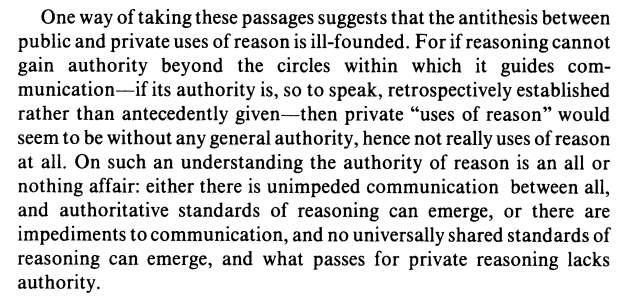 One way of taking these passages suggests that the antithesis between
public and private uses of reason is ill-founded. For if reasoning cannot
gain authority beyond the circles within which it guides com-
munication—if its authority is, so to speak, retrospectively established
rather than antecedently given—then private “uses of reason” would
seem to be without any general authority, hence not really uses of reason
at all. On such an understanding the authority of reason is an all or
nothing affair: either there is unimpeded communication between all,
and authoritative standards of reasoning can emerge, or there are
impediments to communication, and no universally shared standards of
reasoning can emerge, and what passes for private reasoning lacks
authority.